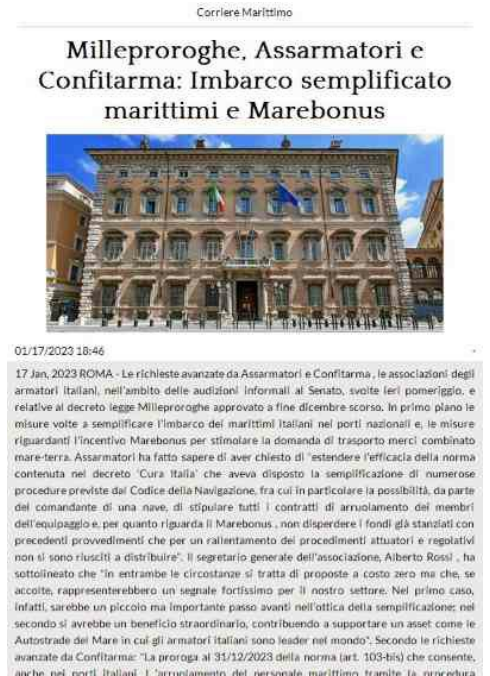 Corriere Marittimo
Milleproroghe, Assarmatori e
Confitarma: Imbarco semplificato
marittimi e Marebonus
01/17/2023 18:46
17 Jan, 2023 ROMA - Le richieste avanzate da Assarmatori e Confitarma , le associazioni degli
armatori italiani, nell'ambito delle audizioni informali al Senato, svolte ieri pomeriggio, e
relative al decreto legge Milleproroghe approvato a fine dicembre scorso. In primo piano le
misure volte a semplificare l'imbarco dei marittimi italiani nei porti nazionali e, le misure
riguardanti l'incentivo Marebonus per stimolare la domanda di trasporto merci combinato
mare-terra. Assarmatori ha fatto sapere di aver chiesto di "estendere l'efficacia della norma
contenuta nel decreto 'Cura Italia' che aveva disposto la semplificazione di numerose
procedure previste dal Codice della Navigazione, fra cui in particolare la possibilità, da parte
del comandante di una nave, di stipulare tutti i contratti di arruolamento dei membri
dell'equipaggio e, per quanto riguarda il Marebonus , non disperdere i fondi già stanziati con
precedenti provvedimenti che per un rallentamento dei procedimenti attuatori e regolativi
non si sono riusciti a distribuire". Il segretario generale dell'associazione, Alberto Rossi , ha
sottolineato che "in entrambe le circostanze si tratta di proposte a costo zero ma che, se
accolte, rappresenterebbero un segnale fortissimo per il nostro settore. Nel primo caso,
infatti, sarebbe un piccolo ma importante passo avanti nell'ottica della semplificazione; nel
secondo si avrebbe un beneficio straordinario, contribuendo a supportare un asset come le
Autostrade del Mare in cui gli armatori italiani sono leader nel mondo". Secondo le richieste
avanzate da Confitarma: "La proroga al 31/12/2023 della norma (art. 103-bis) che consente,
anche nei porti italiani, l 'arruolamento del personale marittimo tramite la procedura